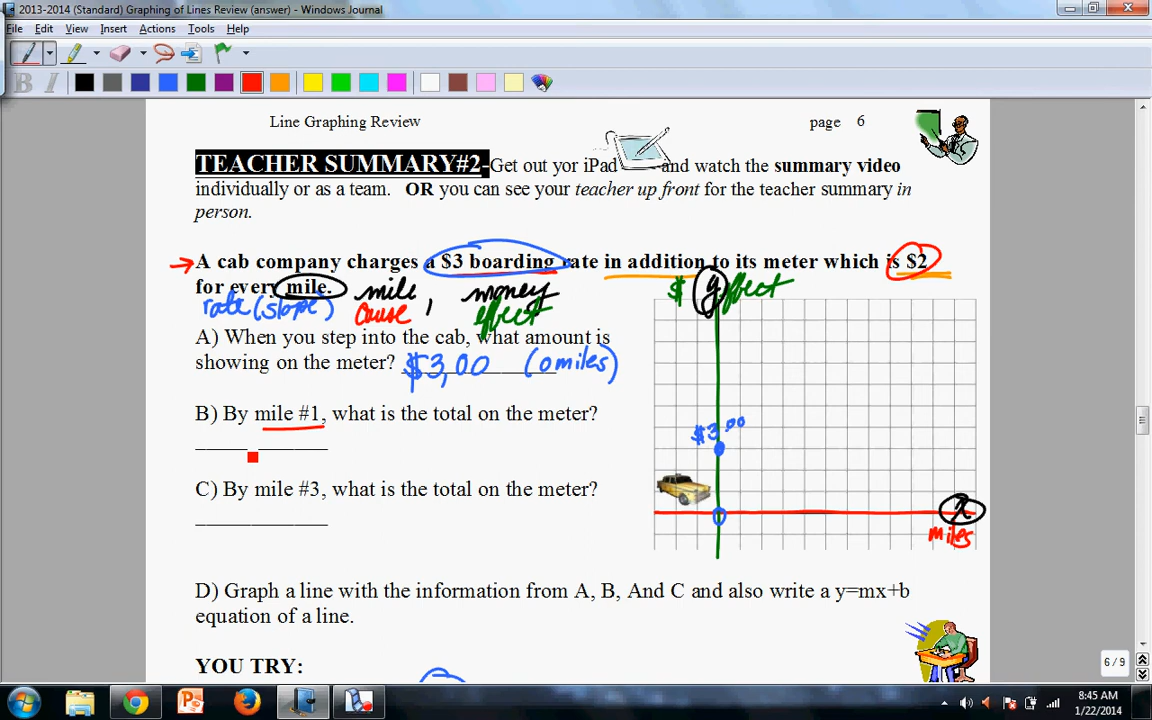 2013-2014 (Standard) Graphing of Lines Review (answer) - Windows Journal
File Edit View Insert Actions Tools Help
B I
Line Graphing Review page 6
TEACHER SUMMARY#2-Get out yor iPad and watch the summary video
individually or as a team. OR you can see your teacher up front for the teacher summary in
person.
A cab company charges a $3 boarding rate in addition to its meter which is $2
for every mile. mile, money $ y effect
rate (slope) cause effect
A) When you step into the cab, what amount is
showing on the meter? $3.00 (0 miles)
B) By mile #1, what is the total on the meter?
$3.00
C) By mile #3, what is the total on the meter?
x
miles
D) Graph a line with the information from A, B, And C and also write a y=mx+b
equation of a line.
YOU TRY:
6 / 9
8:45 AM
1/22/2014